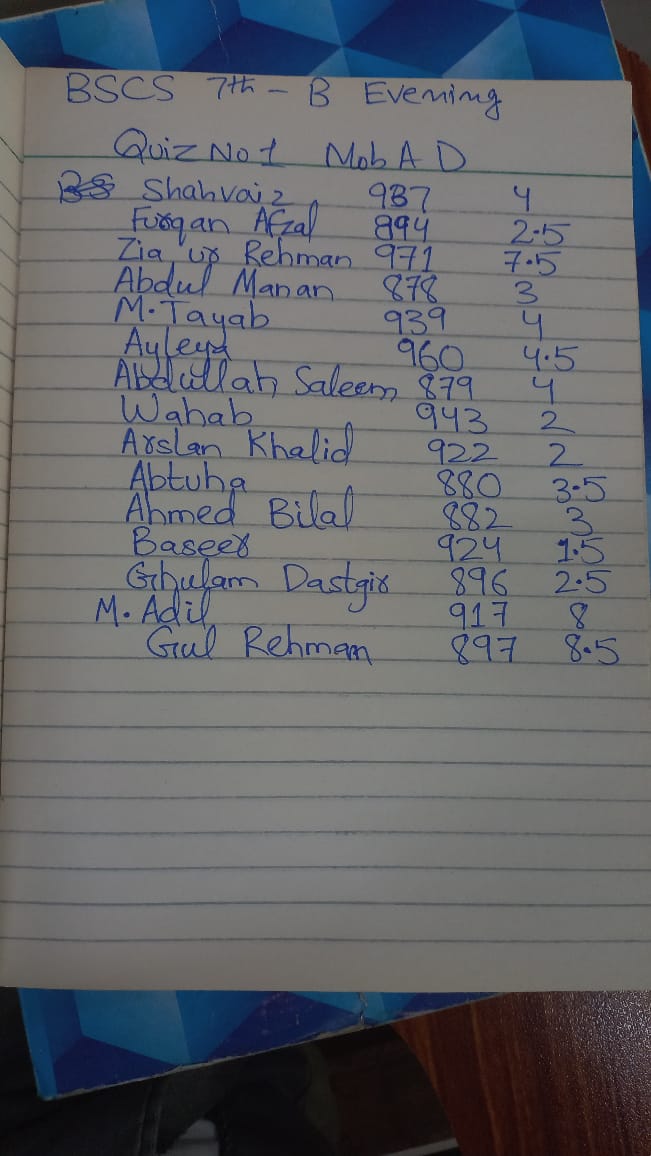 BSCS 7th - B Evening
Quiz No 1 Mob A D
Shahvaiz 937 4
Furqan Afzal 894 2.5
Zia ur Rehman 971 7.5
Abdul Manan 878 3
M. Tayab 939 4
960 4.5
Abdullah Saleem 879 4
Wahab 943 2
Arslan Khalid 922 2
Abtuha 880 3.5
Ahmed Bilal 882 3
Baseer 924 1.5
Ghulam Dastgir 896 2.5
M. Adil 917 8
Gul Rehman 897 8.5